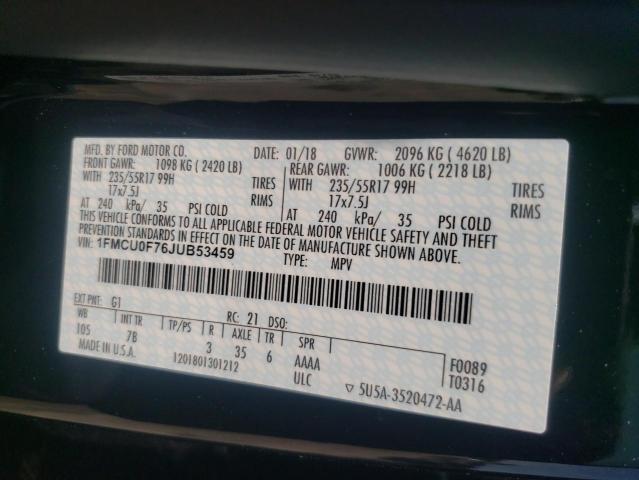 MFD. BY FORD MOTOR CO. DATE: 01/18 GVWR: 2096 KG ( 4620 LB)
FRONT GAWR: 1098 KG ( 2420 LB) REAR GAWR: 1006 KG ( 2218 LB)
WITH 235/55R17 99H TIRES WITH 235/55R17 99H TIRES
17x7.5J RIMS 17x7.5J RIMS
AT 240 kPa/ 35 PSI COLD AT 240 kPa/ 35 PSI COLD
THIS VEHICLE CONFORMS TO ALL APPLICABLE FEDERAL MOTOR VEHICLE SAFETY AND THEFT
PREVENTION STANDARDS IN EFFECT ON THE DATE OF MANUFACTURE SHOWN ABOVE.
VIN: 1FMCU0F76JUB53459 TYPE: MPV
EXT PNT: G1 RC: 21 DSO:
WB INT TR TP/PS R AXLE TR SPR
105 7B 3 35 6 AAAA F0089
MADE IN U.S.A. 1201801301212 ULC T0316
▽ 5U5A-3520472-AA